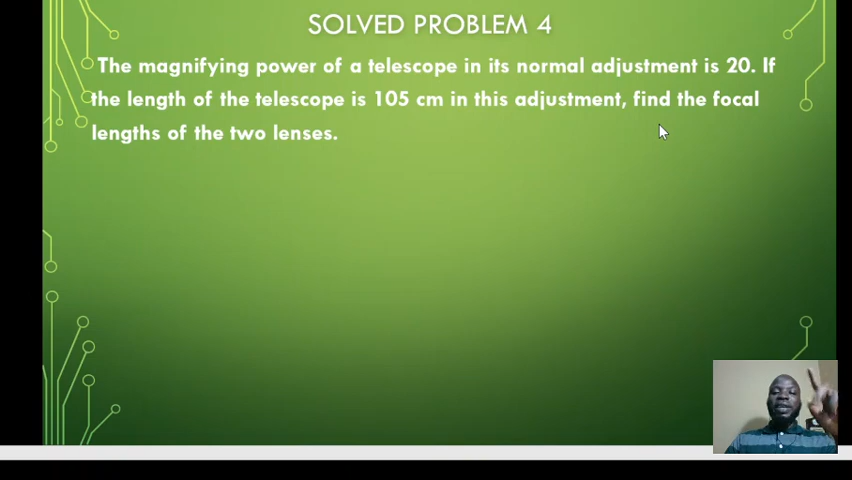 SOLVED PROBLEM 4
The magnifying power of a telescope in its normal adjustment is 20. If
the length of the telescope is 105 cm in this adjustment, find the focal
lengths of the two lenses.